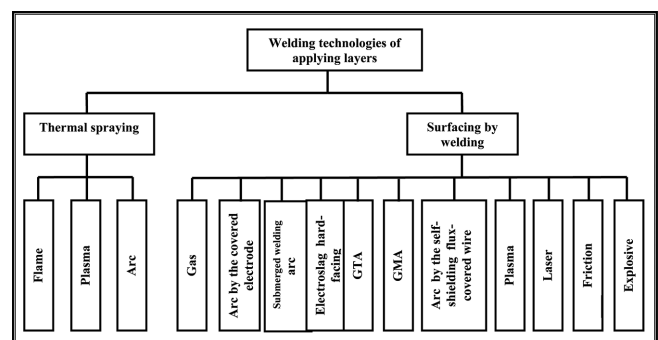 Welding technologies of
applying layers
Thermal spraying
Surfacing by
welding
Flame
Plasma
Arc
Gas
Arc by the covered
electrode
Submerged welding
arc
Electroslag hard-
facing
GTA
GMA
Arc by the self-
shielding flux-
covered wire
Plasma
Laser
Friction
Explosive